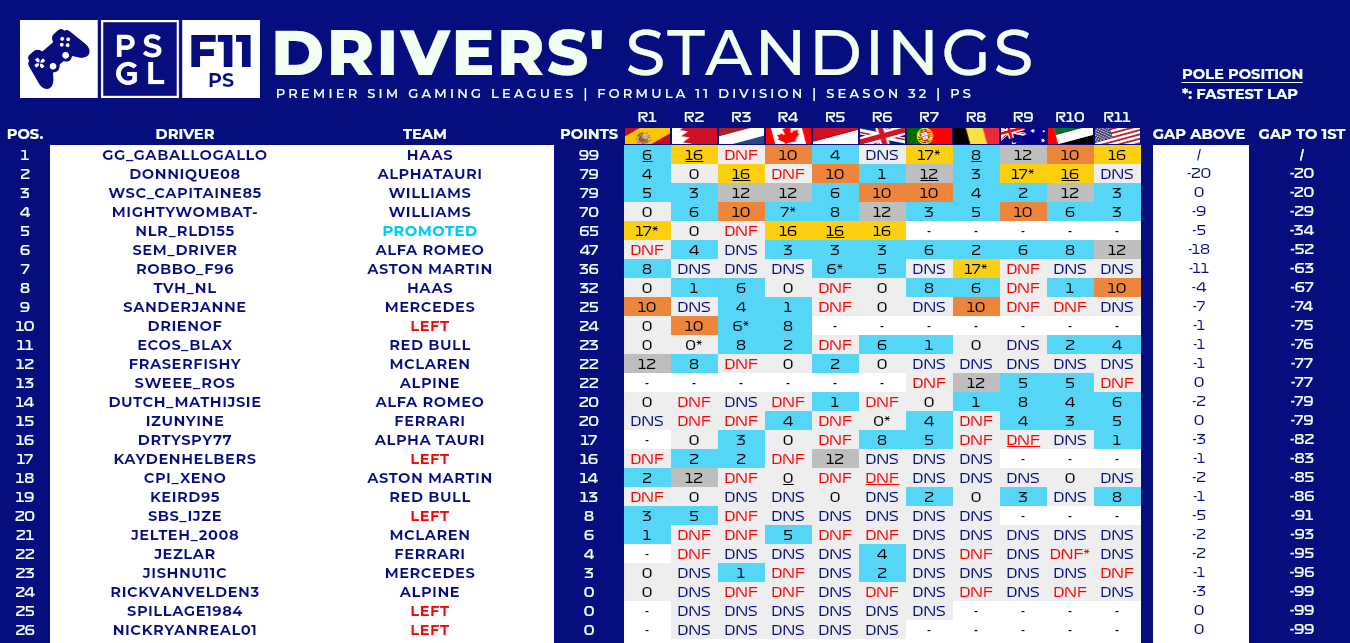 PS
GL
F11
PS
DRIVERS' STANDINGS
PREMIER SIM GAMING LEAGUES | FORMULA 11 DIVISION | SEASON 32 | PS
POLE POSITION
*: FASTEST LAP
R1 R2 R3 R4 R5 R6 R7 R8 R9 R10 R11
POS. DRIVER TEAM POINTS GAP ABOVE GAP TO 1ST
1 GG_GABALLOGALLO HAAS 99 6 16 DNF 10 4 DNS 17* 8 12 10 16 / /
2 DONNIQUE08 ALPHATAURI 79 4 0 16 DNF 10 1 12 3 17* 16 DNS -20 -20
3 WSC_CAPITAINE85 WILLIAMS 79 5 3 12 12 6 10 10 4 2 12 3 0 -20
4 MIGHTYWOMBAT- WILLIAMS 70 0 6 10 7* 8 12 3 5 10 6 3 -9 -29
5 NLR_RLD155 PROMOTED 65 17* 0 DNF 16 16 16 - - - - - -5 -34
6 SEM_DRIVER ALFA ROMEO 47 DNF 4 DNS 3 3 3 6 2 6 8 12 -18 -52
7 ROBBO_F96 ASTON MARTIN 36 8 DNS DNS DNS 6* 5 DNS 17* DNF DNS DNS -11 -63
8 TVH_NL HAAS 32 0 1 6 0 DNF 0 8 6 DNF 1 10 -4 -67
9 SANDERJANNE MERCEDES 25 10 DNS 4 1 DNF 0 DNS 10 DNF DNF DNS -7 -74
10 DRIENOF LEFT 24 0 10 6* 8 - - - - - - - -1 -75
11 ECOS_BLAX RED BULL 23 0 0* 8 2 DNF 6 1 0 DNS 2 4 -1 -76
12 FRASERFISHY MCLAREN 22 12 8 DNF 0 2 0 DNS DNS DNS DNS DNS -1 -77
13 SWEEE_ROS ALPINE 22 - - - - - - DNF 12 5 5 DNF 0 -77
14 DUTCH_MATHIJSIE ALFA ROMEO 20 0 DNF DNS DNF 1 DNF 0 1 8 4 6 -2 -79
15 IZUNYINE FERRARI 20 DNS DNF DNF 4 DNF 0* 4 DNF 4 3 5 0 -79
16 DRTYSPY77 ALPHA TAURI 17 - 0 3 0 DNF 8 5 DNF DNF DNS 1 -3 -82
17 KAYDENHELBERS LEFT 16 DNF 2 2 DNF 12 DNS DNS DNS - - - -1 -83
18 CPI_XENO ASTON MARTIN 14 2 12 DNF 0 DNF DNF DNS DNS DNS 0 DNS -2 -85
19 KEIRD95 RED BULL 13 DNF 0 DNS DNS 0 DNS 2 0 3 DNS 8 -1 -86
20 SBS_IJZE LEFT 8 3 5 DNF DNS DNS DNS DNS DNS - - - -5 -91
21 JELTEH_2008 MCLAREN 6 1 DNF DNF 5 DNF DNF DNS DNS DNS DNS DNS -2 -93
22 JEZLAR FERRARI 4 - DNF DNS DNS DNS 4 DNS DNF DNS DNF* DNS -2 -95
23 JISHNU11C MERCEDES 3 0 DNS 1 DNF DNS 2 DNS DNS DNS DNS DNF -1 -96
24 RICKVANVELDEN3 ALPINE 0 0 DNS DNF DNF DNS DNF DNS DNF DNS DNF DNS -3 -99
25 SPILLAGE1984 LEFT 0 - DNS DNS DNS DNS DNS DNS - - - - 0 -99
26 NICKRYANREAL01 LEFT 0 - DNS DNS DNS DNS DNS - - - - - 0 -99